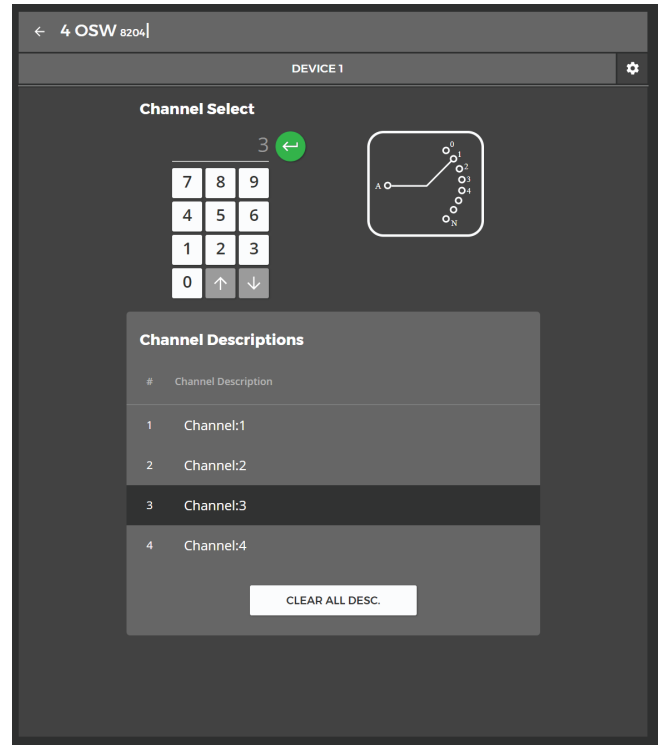 4 OSW 8204
DEVICE 1
Channel Select
3
7 8 9
4 5 6
1 2 3
0
0
1
2
A
3
4
N
Channel Descriptions
# Channel Description
1 Channel:1
2 Channel:2
3 Channel:3
4 Channel:4
CLEAR ALL DESC.